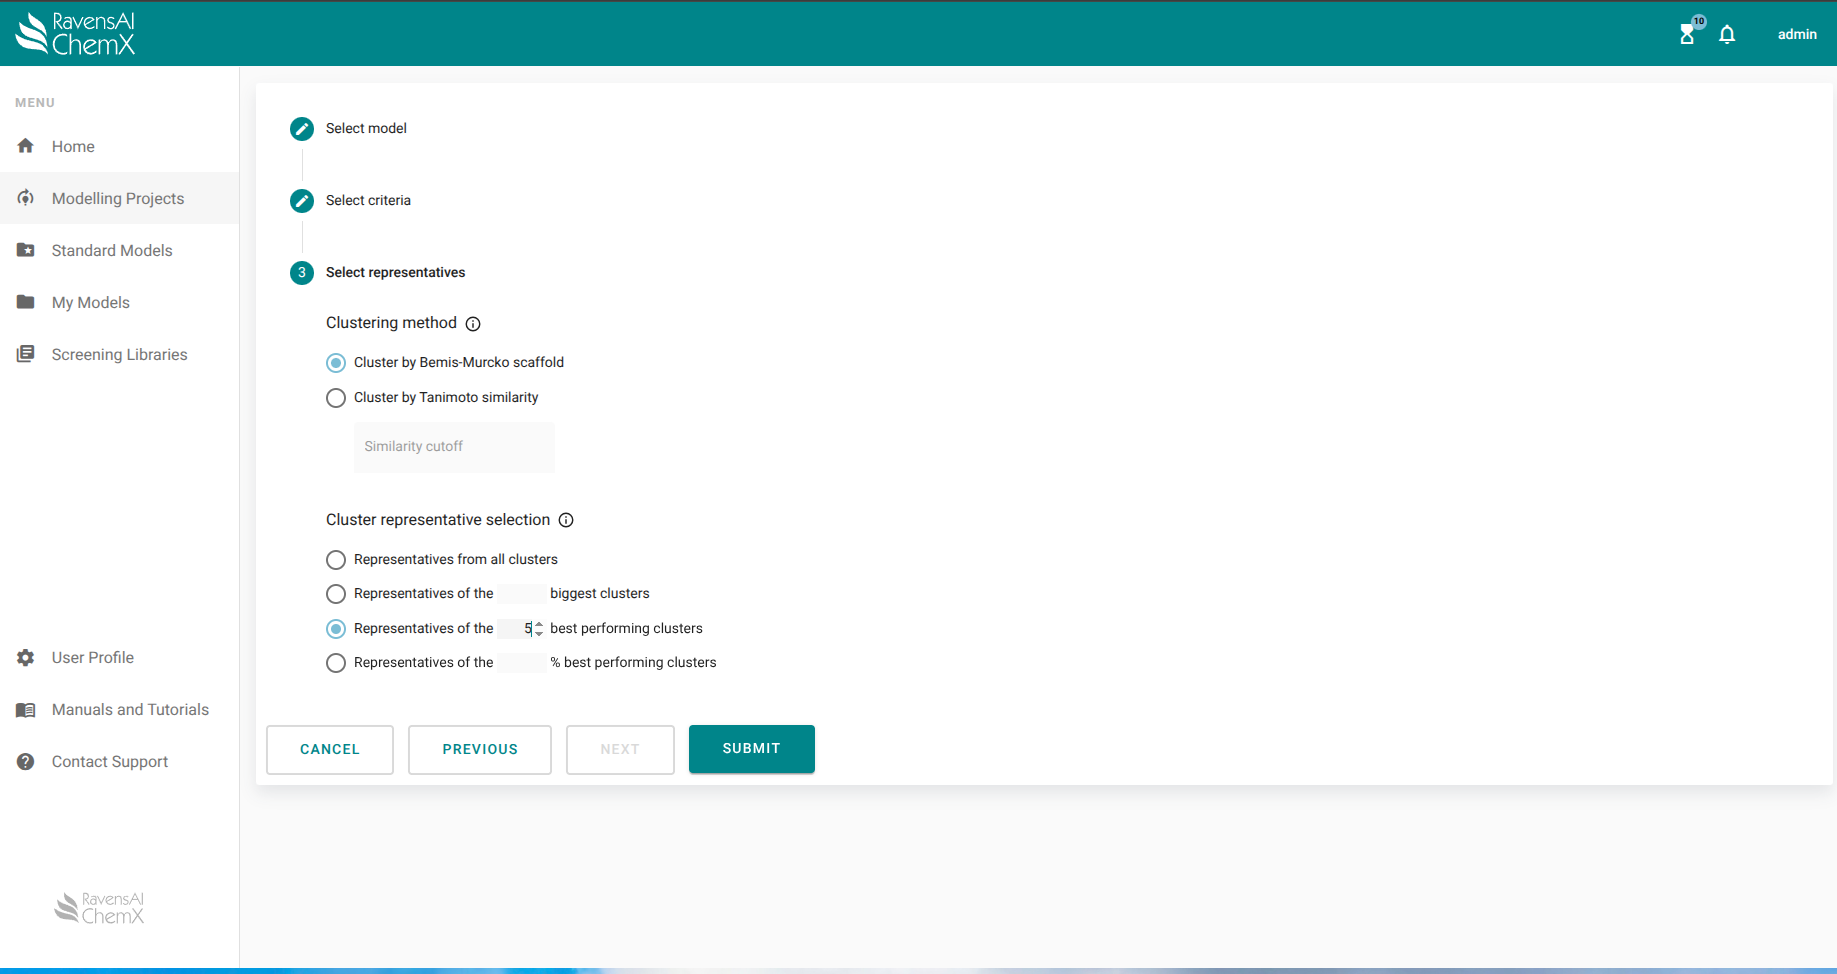 RavensAI
ChemX
10
admin
MENU
Home
Modelling Projects
Standard Models
My Models
Screening Libraries
User Profile
Manuals and Tutorials
Contact Support
RavensAI
ChemX
Select model
Select criteria
3 Select representatives
Clustering method
Cluster by Bemis-Murcko scaffold
Cluster by Tanimoto similarity
Similarity cutoff
Cluster representative selection
Representatives from all clusters
Representatives of the biggest clusters
Representatives of the 5 best performing clusters
Representatives of the % best performing clusters
CANCEL PREVIOUS NEXT SUBMIT